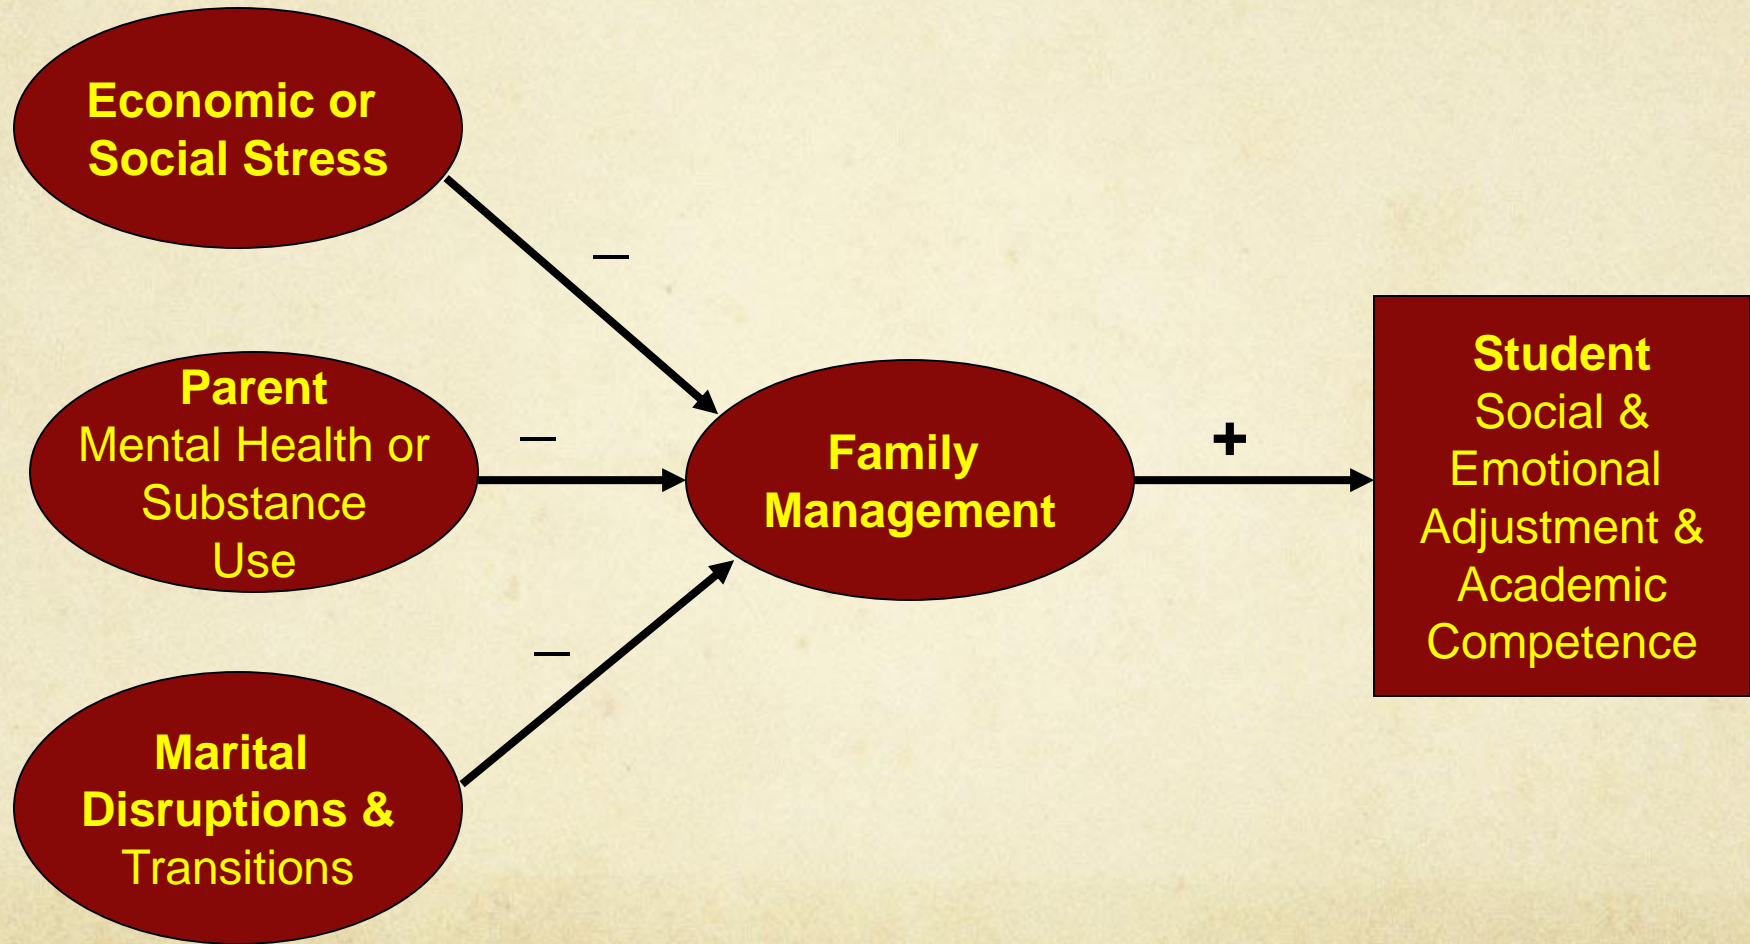 Economic or
Social Stress
—
Parent
Mental Health or
Substance
Use
—
Marital
Disruptions &
Transitions
—
Family
Management
+
Student
Social &
Emotional
Adjustment &
Academic
Competence